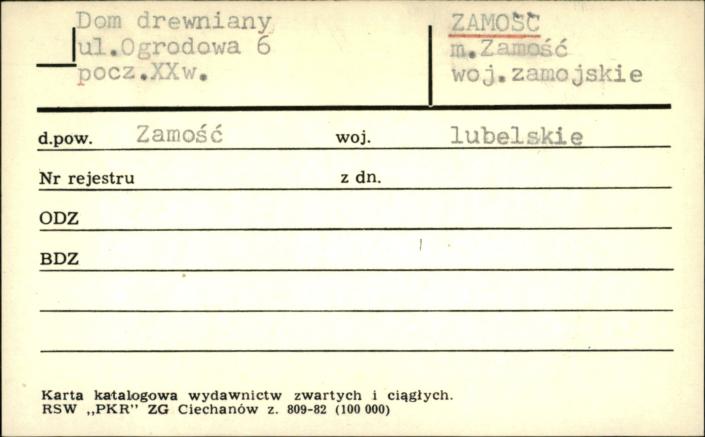 Dom drewniany
ul.Ogrodowa 6
pocz.XXw.
ZAMOŚĆ
m.Zamość
woj.zamojskie
d.pow. Zamość woj. lubelskie
Nr rejestru z dn.
ODZ
BDZ
Karta katalogowa wydawnictw zwartych i ciągłych.
RSW „PKR” ZG Ciechanów z. 809-82 (100 000)